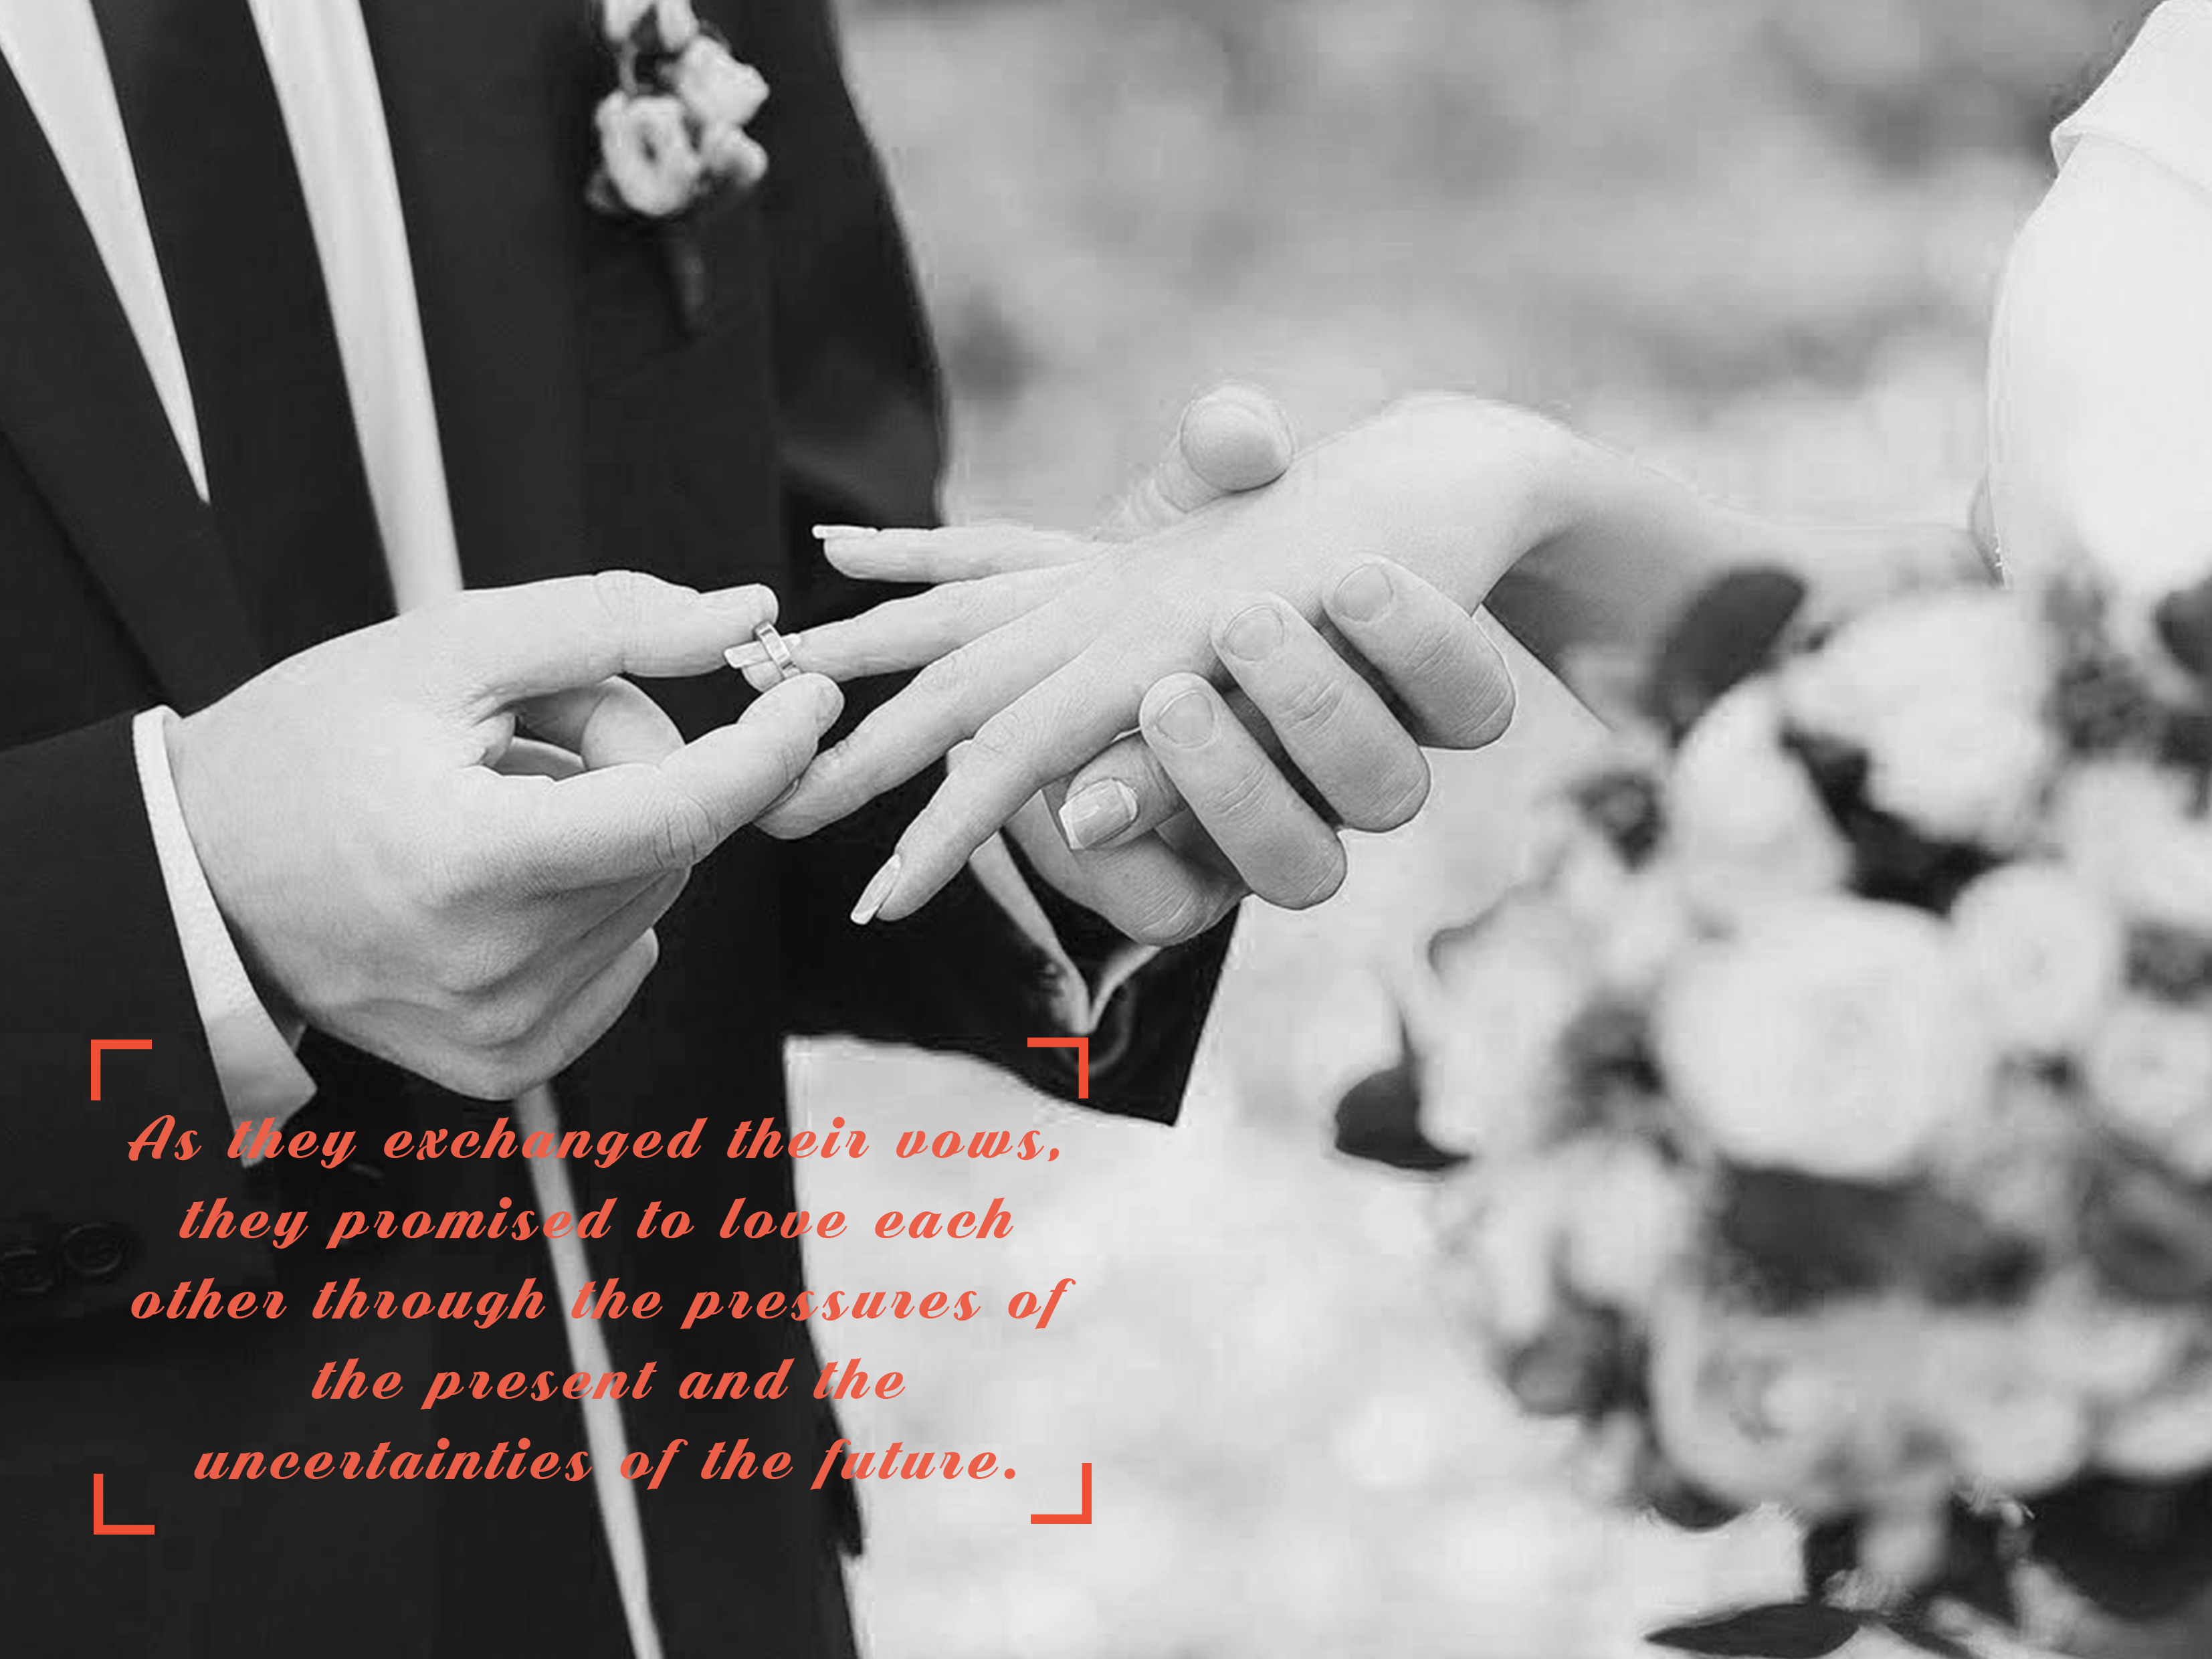 As they exchanged their vows,
they promised to love each
other through the pressures of
the present and the
uncertainties of the future.